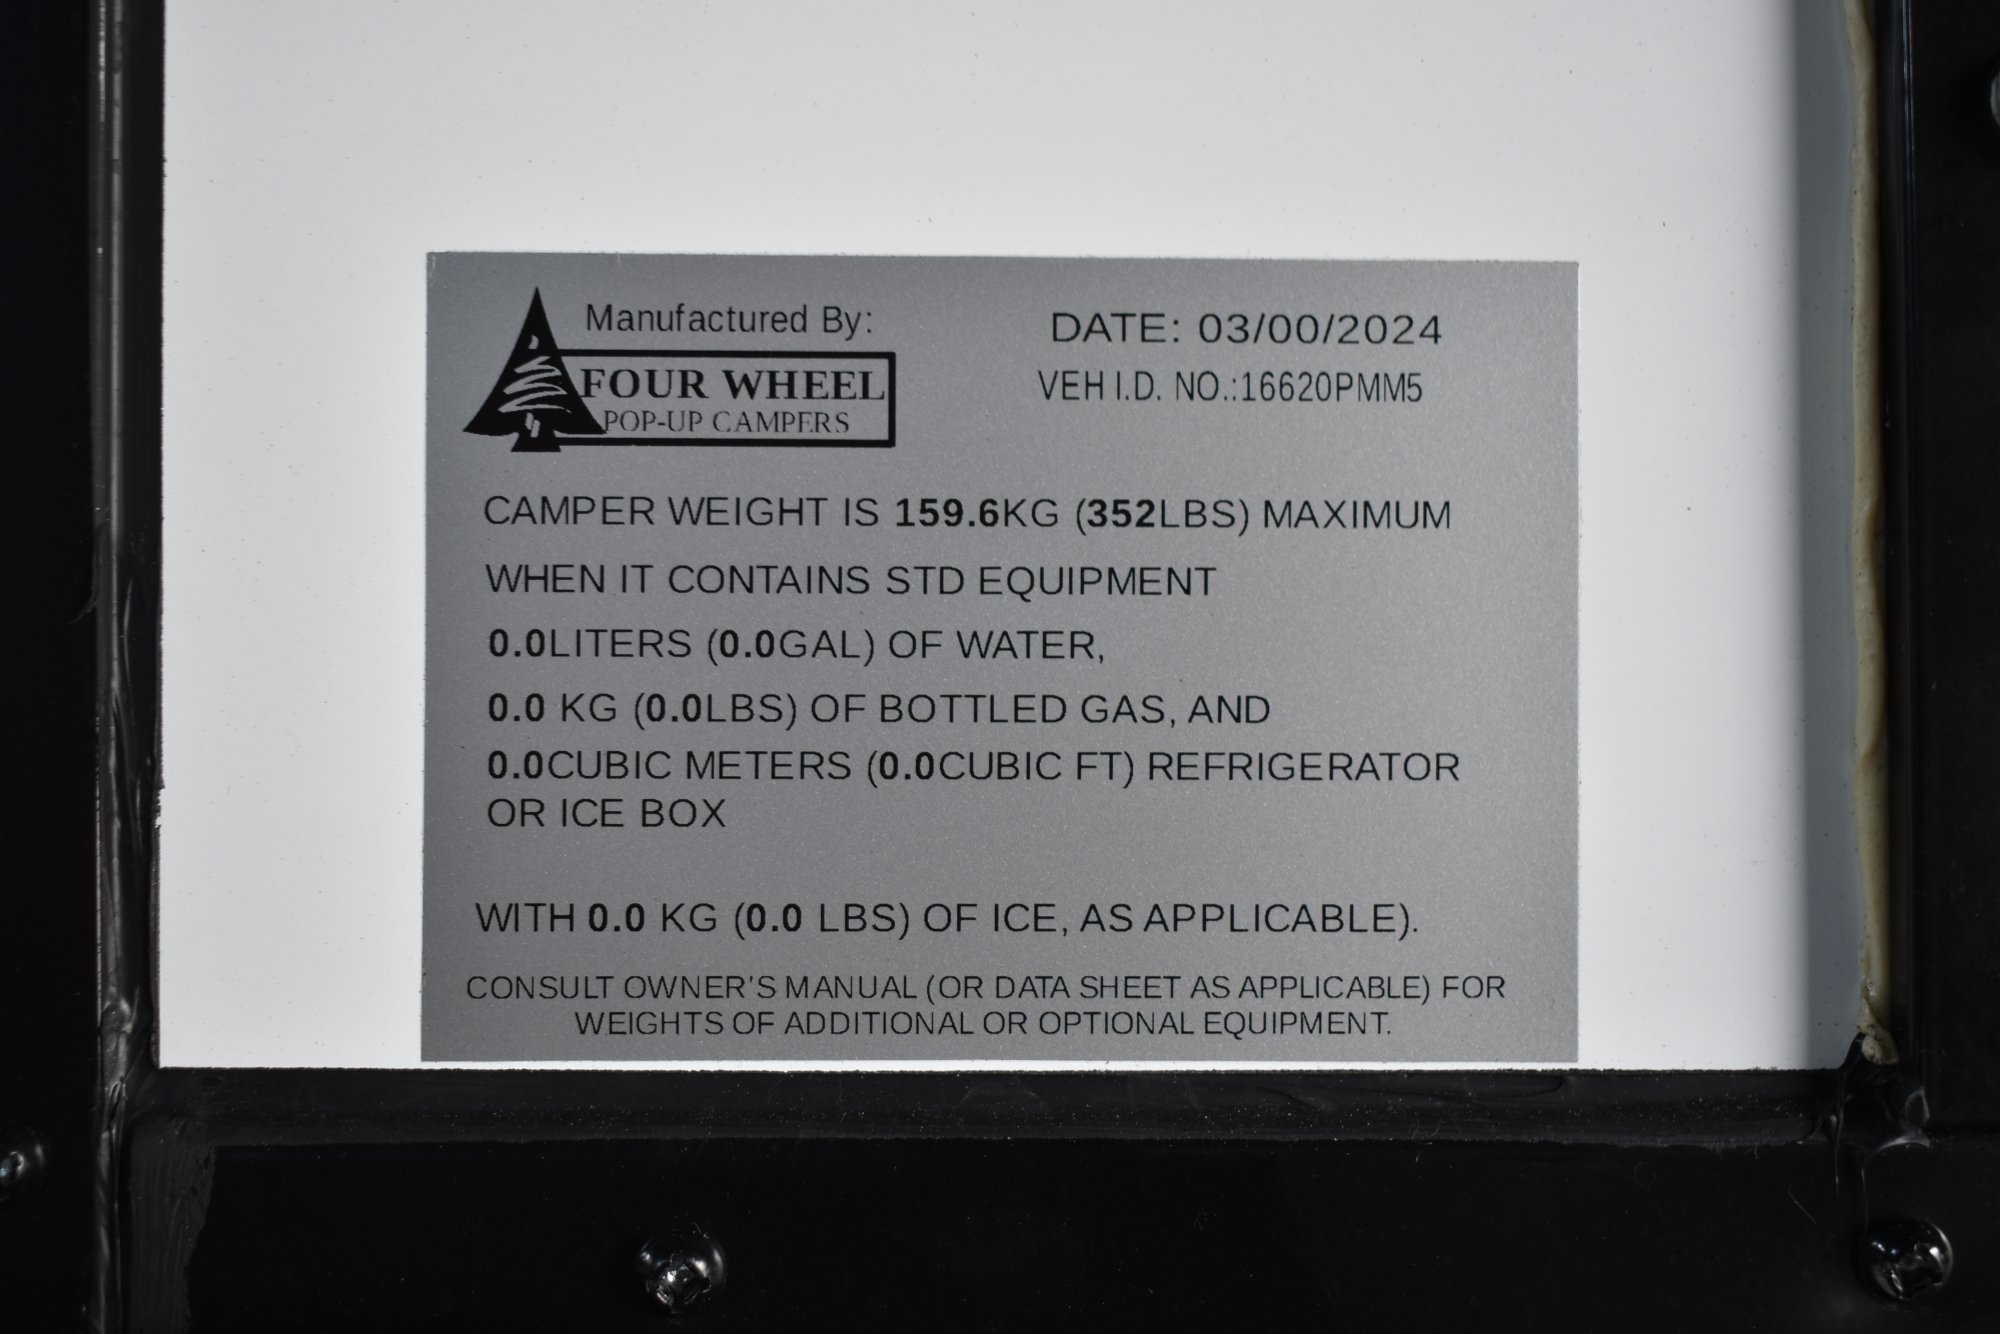 Manufactured By:
FOUR WHEEL
POP-UP CAMPERS
DATE: 03/00/2024
VEH I.D. NO.:16620PMM5
CAMPER WEIGHT IS 159.6KG (352LBS) MAXIMUM
WHEN IT CONTAINS STD EQUIPMENT
0.0LITERS (0.0GAL) OF WATER,
0.0 KG (0.0LBS) OF BOTTLED GAS, AND
0.0CUBIC METERS (0.0CUBIC FT) REFRIGERATOR
OR ICE BOX
WITH 0.0 KG (0.0 LBS) OF ICE, AS APPLICABLE).
CONSULT OWNER'S MANUAL (OR DATA SHEET AS APPLICABLE) FOR
WEIGHTS OF ADDITIONAL OR OPTIONAL EQUIPMENT.